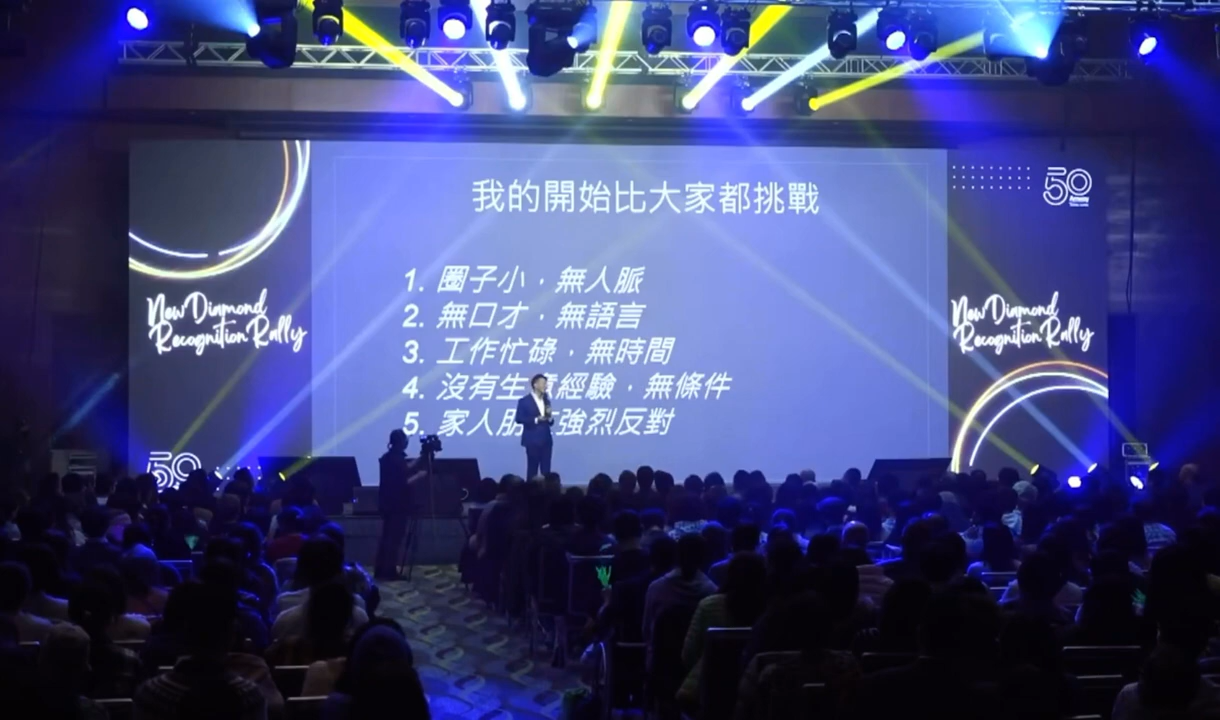 我的開始比大家都挑戰
1. 圈子小，無人脈
2. 無口才，無語言
3. 工作忙碌，無時間
4. 沒有生意經驗，無條件
5. 家人朋 強烈反對
New Diamond
Recognition Rally
50
New Diamond
Recognition Rally
50
Amway